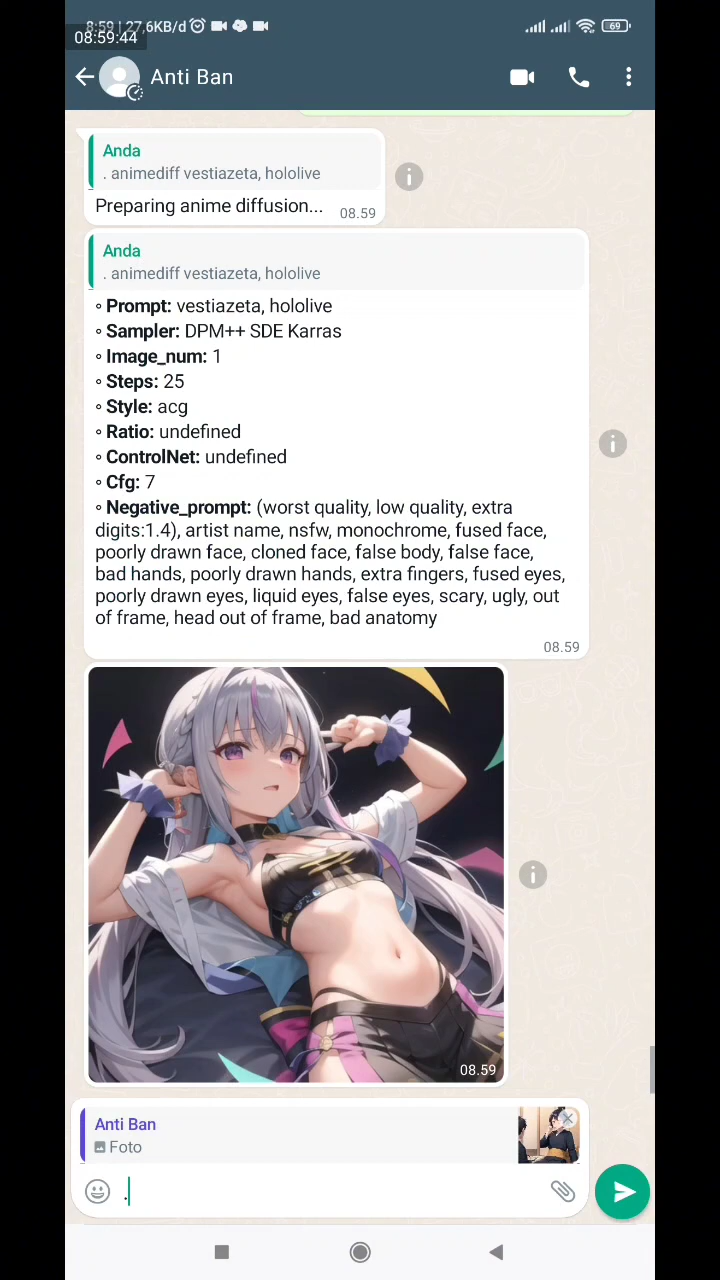 8:59 | 27,6KB/d
69
08:59:44
Anti Ban
Anda
. animediff vestiazeta, hololive
Preparing anime diffusion...
08.59
Anda
. animediff vestiazeta, hololive
∘ Prompt: vestiazeta, hololive
∘ Sampler: DPM++ SDE Karras
∘ Image_num: 1
∘ Steps: 25
∘ Style: acg
∘ Ratio: undefined
∘ ControlNet: undefined
∘ Cfg: 7
∘ Negative_prompt: (worst quality, low quality, extra
digits:1.4), artist name, nsfw, monochrome, fused face,
poorly drawn face, cloned face, false body, false face,
bad hands, poorly drawn hands, extra fingers, fused eyes,
poorly drawn eyes, liquid eyes, false eyes, scary, ugly, out
of frame, head out of frame, bad anatomy
08.59
08.59
Anti Ban
Foto
.